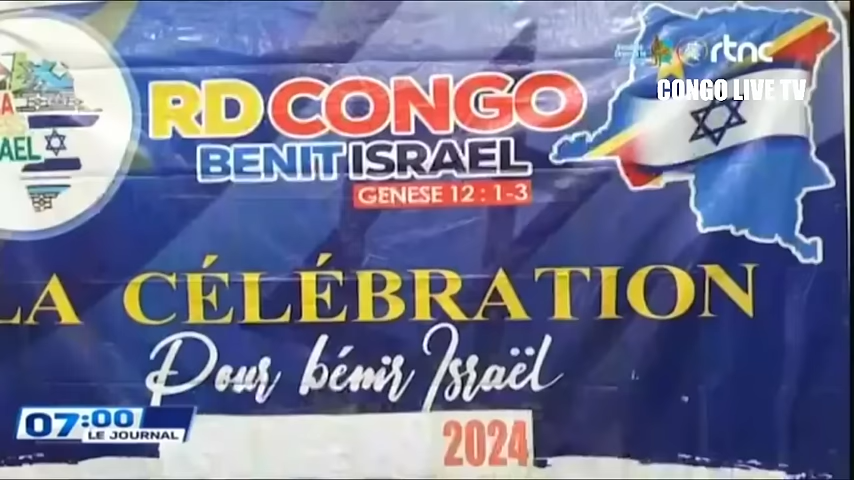 rtnc
CONGO LIVE TV
RD CONGO
BENIT ISRAEL
GENESE 12 : 1-3
LA CÉLÉBRATION
Pour bénir Israël
2024
07:00
LE JOURNAL